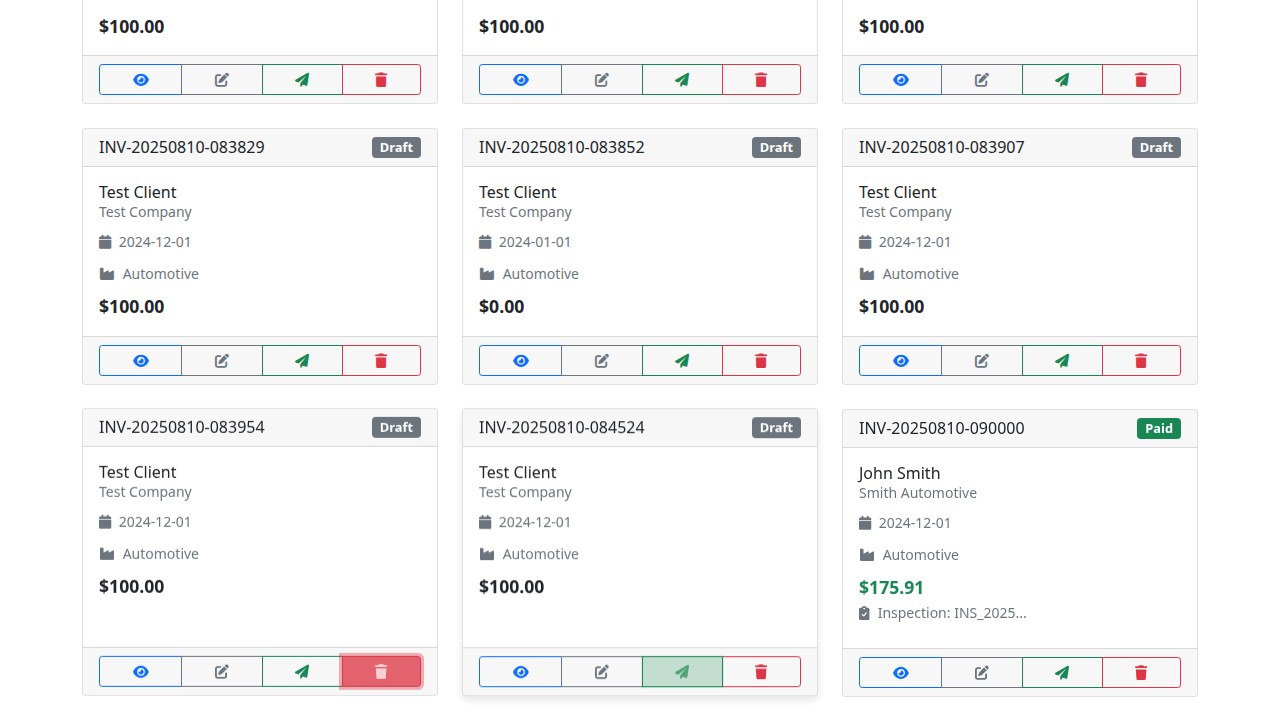 $100.00
$100.00
$100.00
INV-20250810-083829 Draft
Test Client
Test Company
2024-12-01
Automotive
$100.00
INV-20250810-083852 Draft
Test Client
Test Company
2024-01-01
Automotive
$0.00
INV-20250810-083907 Draft
Test Client
Test Company
2024-12-01
Automotive
$100.00
INV-20250810-083954 Draft
Test Client
Test Company
2024-12-01
Automotive
$100.00
INV-20250810-084524 Draft
Test Client
Test Company
2024-12-01
Automotive
$100.00
INV-20250810-090000 Paid
John Smith
Smith Automotive
2024-12-01
Automotive
$175.91
Inspection: INS_2025...